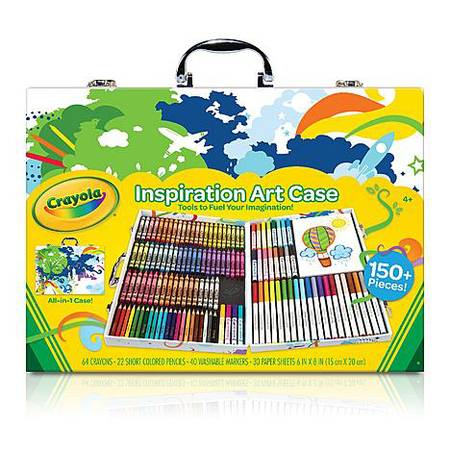 Crayola
Inspiration Art Case
Tools to Fuel Your Imagination!
4+
150+
Pieces!
All-in-1 Case!
64 CRAYONS • 22 SHORT COLORED PENCILS • 40 WASHABLE MARKERS • 30 PAPER SHEETS 6 IN X 8 IN (15 cm X 20 cm)